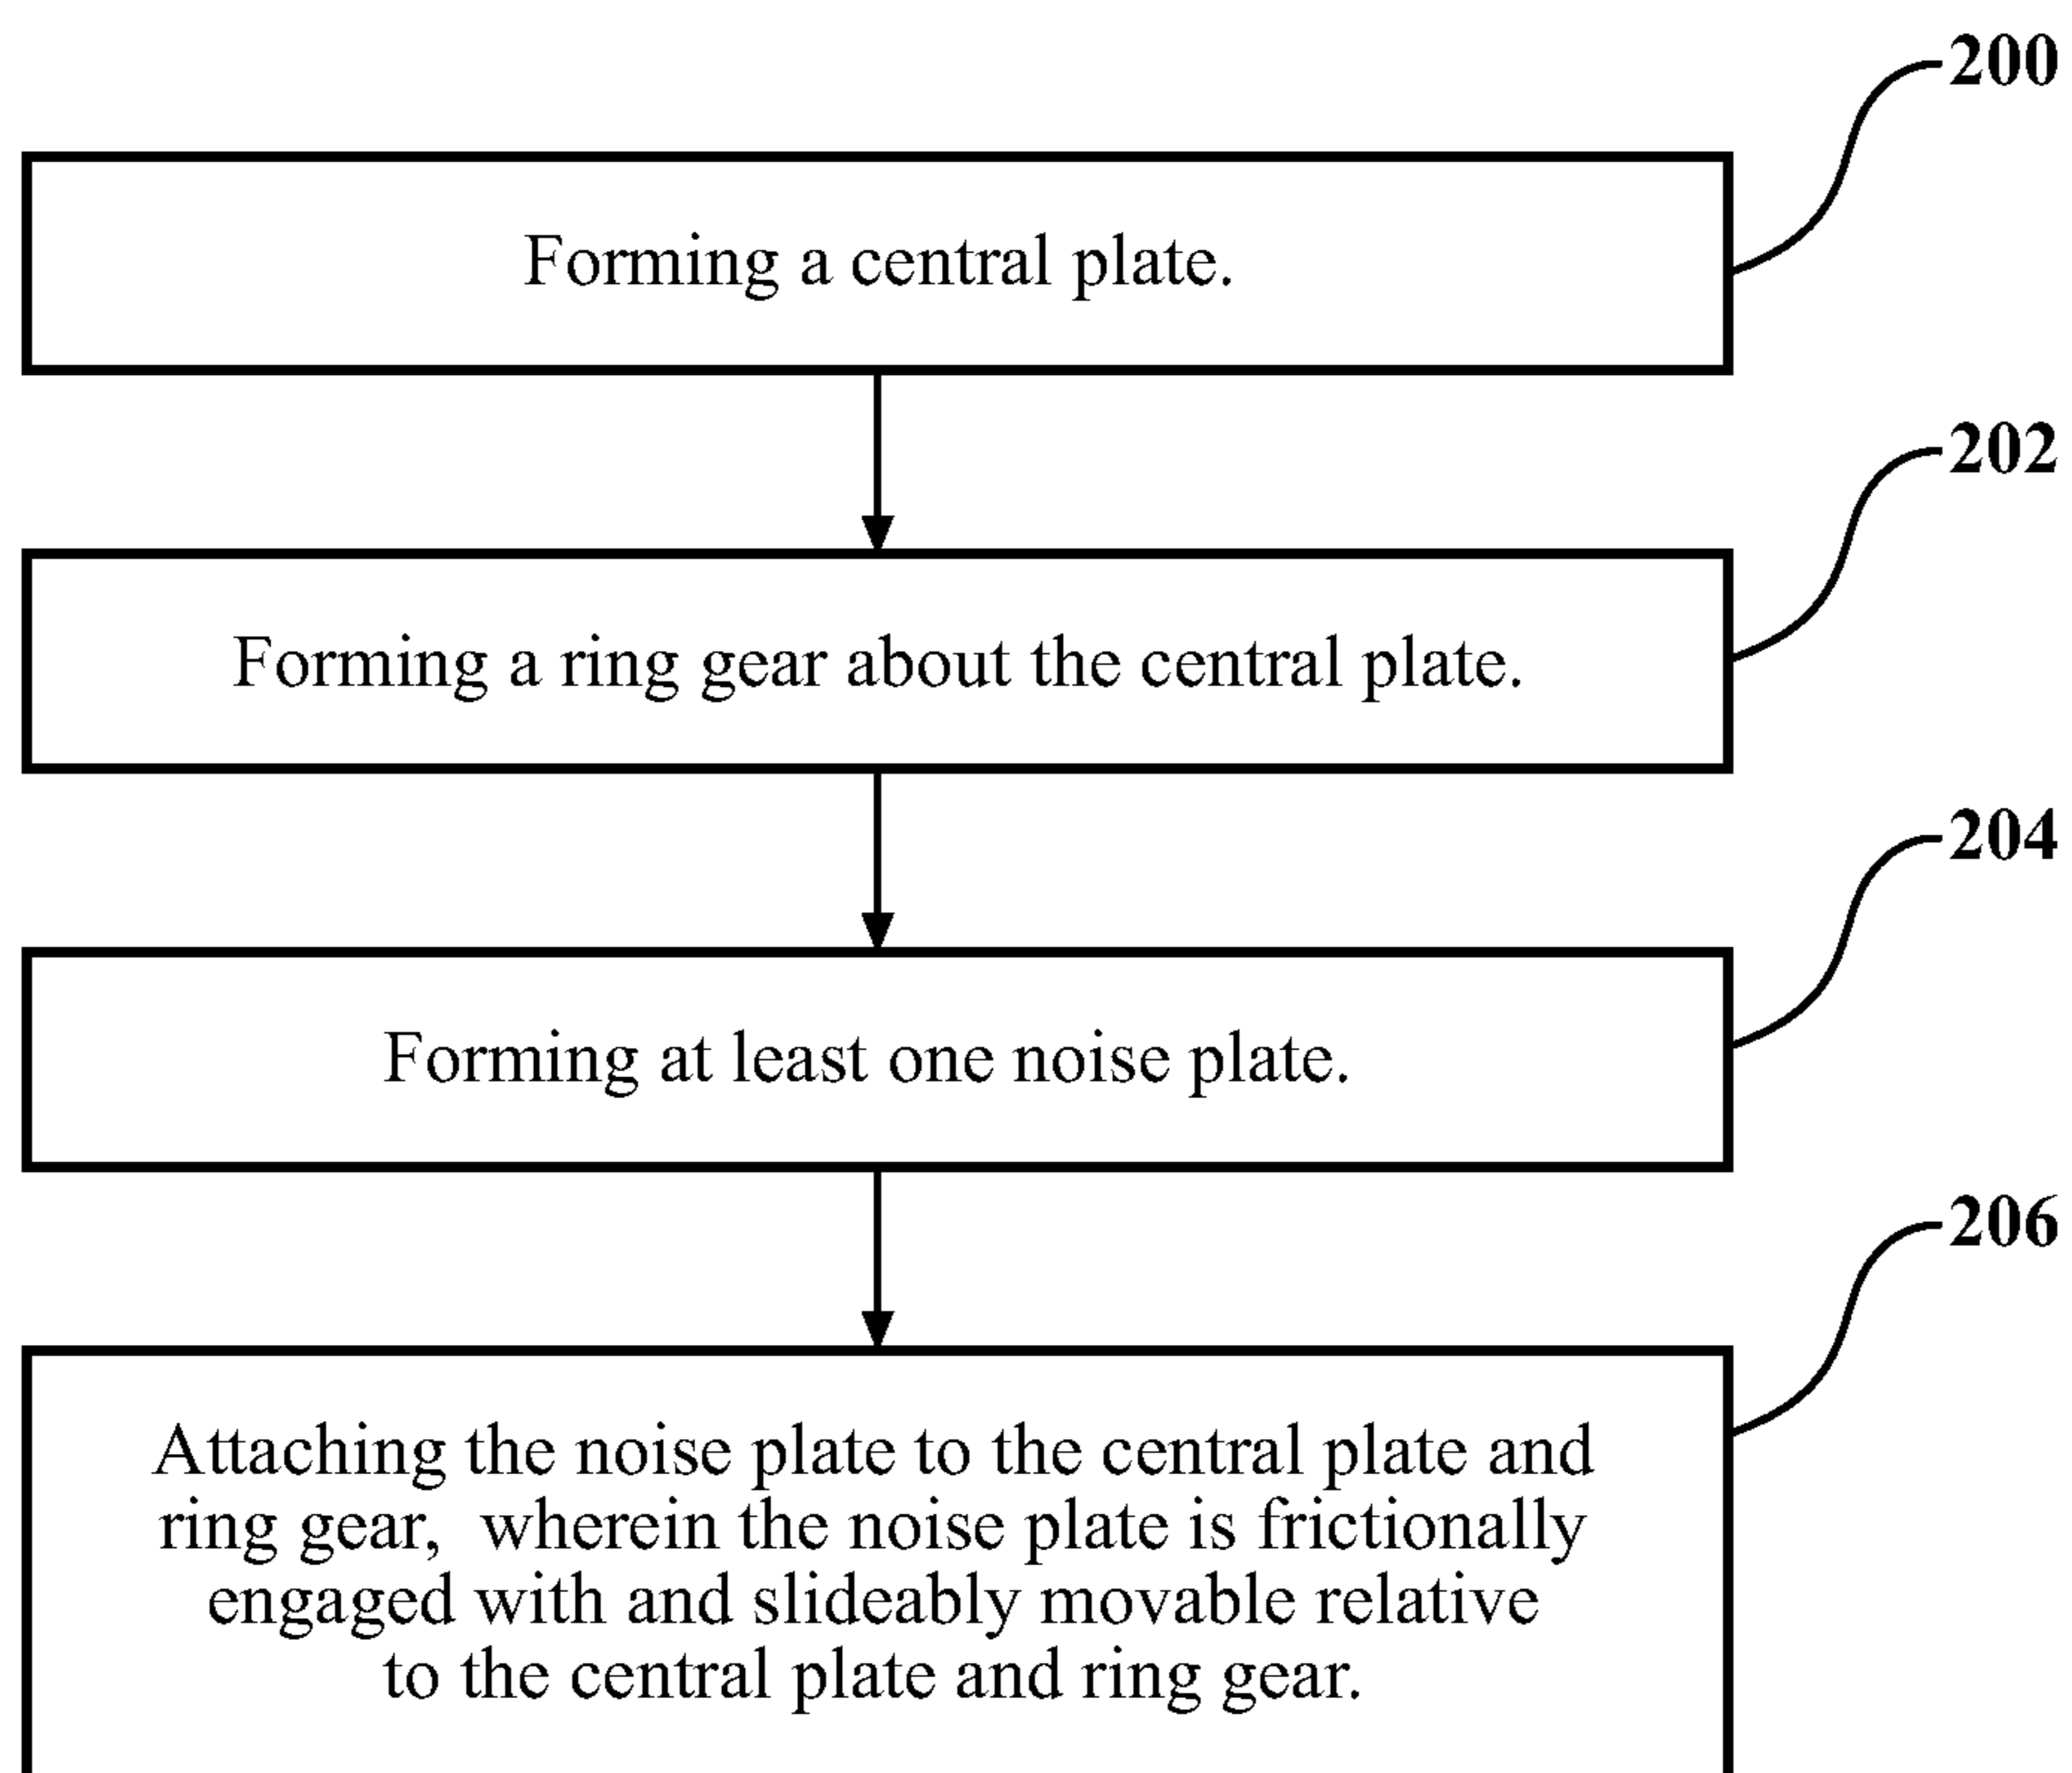 200
Forming a central plate.
202
Forming a ring gear about the central plate.
204
Forming at least one noise plate.
206
Attaching the noise plate to the central plate and
ring gear, wherein the noise plate is frictionally
engaged with and slideably movable relative
to the central plate and ring gear.